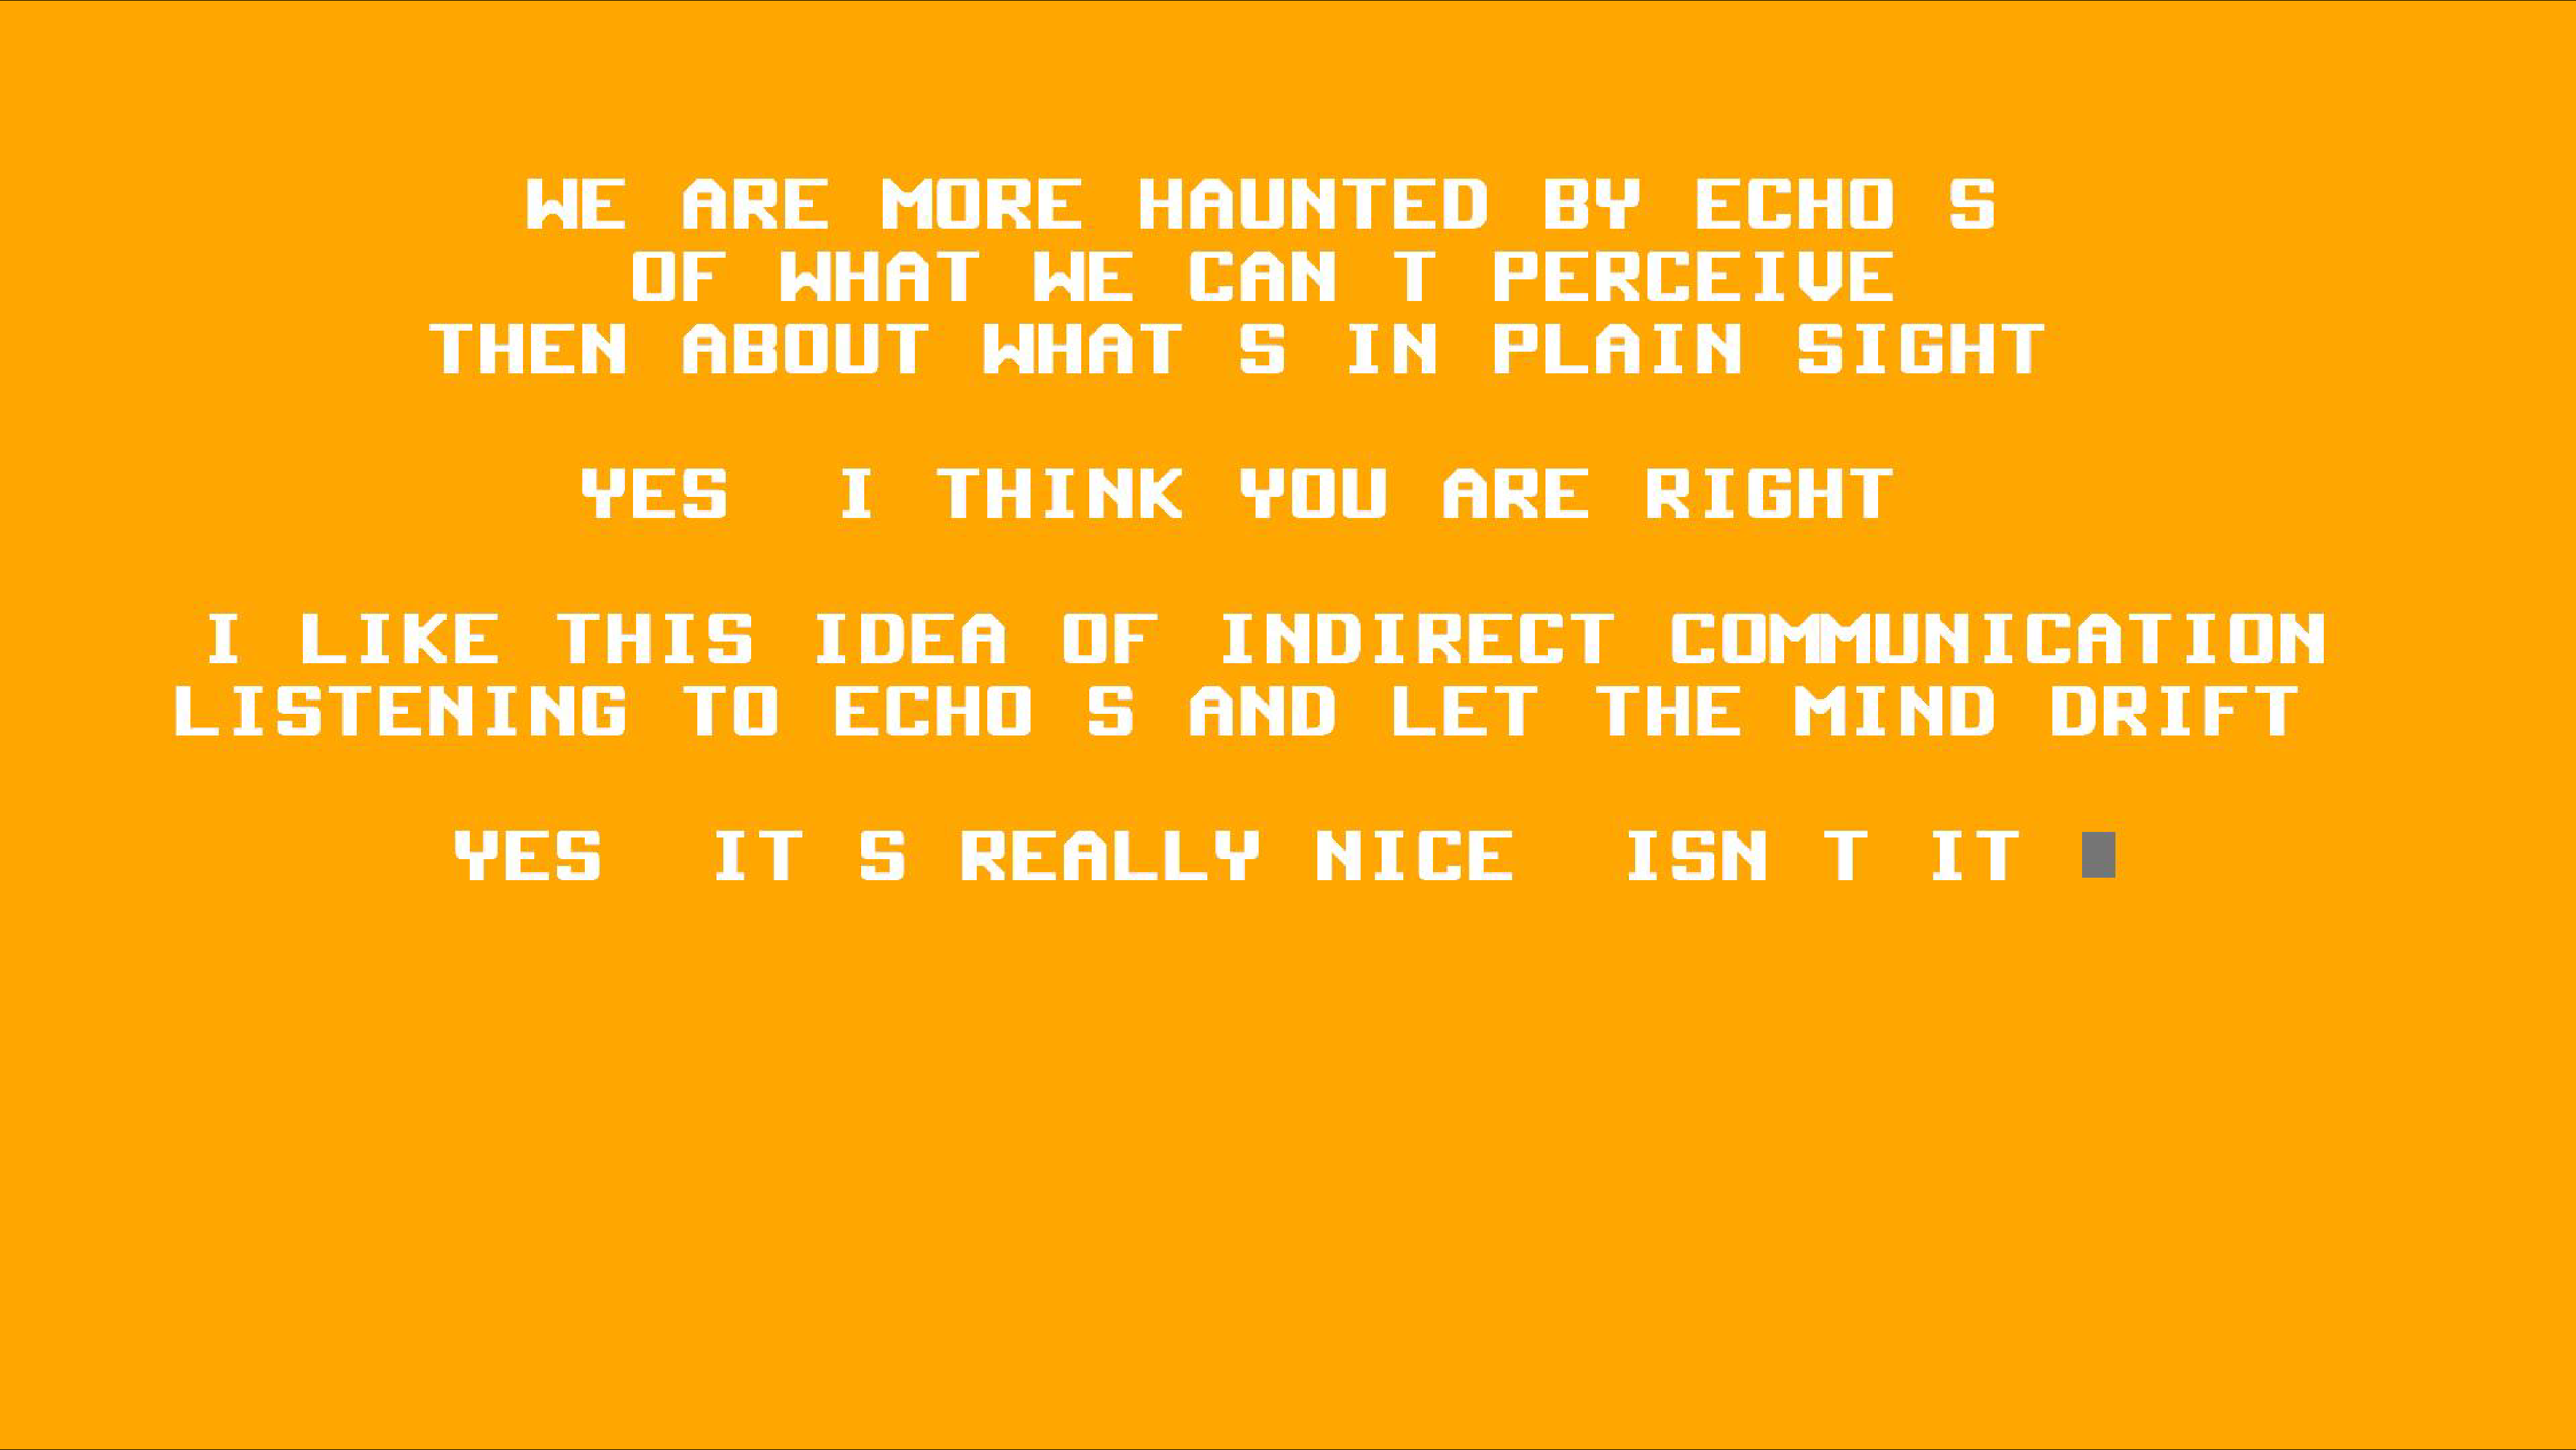 WE ARE MORE HAUNTED BY ECHO S
OF WHAT WE CAN T PERCEIVE
THEN ABOUT WHAT S IN PLAIN SIGHT
YES  I THINK YOU ARE RIGHT
I LIKE THIS IDEA OF INDIRECT COMMUNICATION
LISTENING TO ECHO S AND LET THE MIND DRIFT
YES  IT S REALLY NICE  ISN T IT